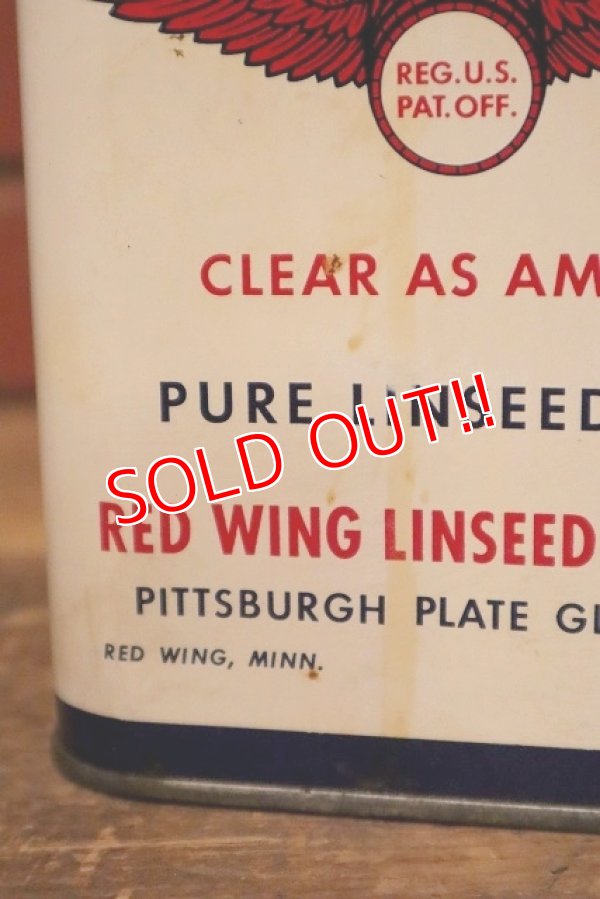 REG.U.S.
PAT.OFF.
CLEAR AS AM
PURE LINSEED
SOLD OUT!!
RED WING LINSEED
PITTSBURGH PLATE GL
RED WING, MINN.